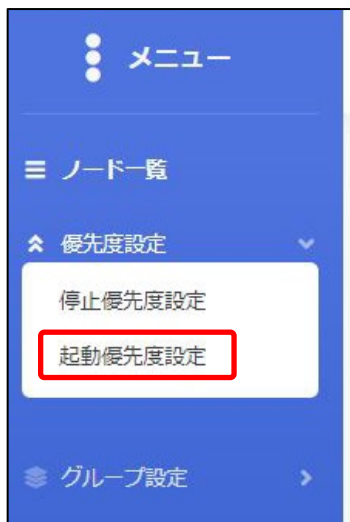 メニュー
ノード一覧
優先度設定
停止優先度設定
起動優先度設定
グループ設定